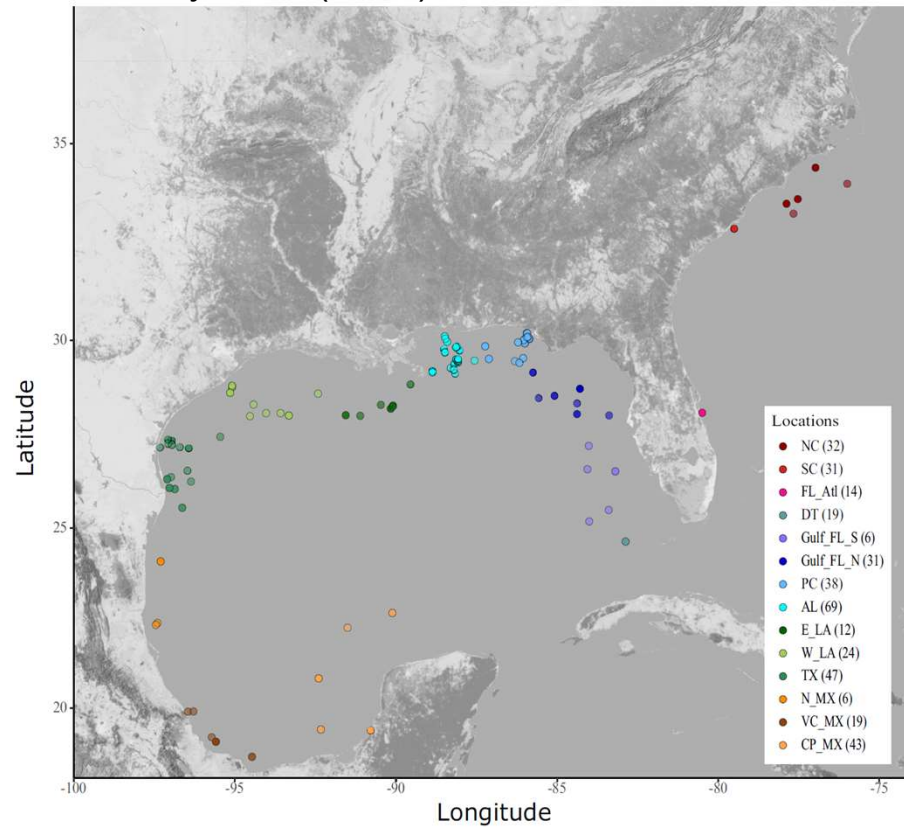 35
30
25
20
-100
-95
-90
-85
-80
-75
Latitude
Longitude
Locations
NC (32)
SC (31)
FL_Atl (14)
DT (19)
Gulf_FL_S (6)
Gulf_FL_N (31)
PC (38)
AL (69)
E_LA (12)
W_LA (24)
TX (47)
N_MX (6)
VC_MX (19)
CP_MX (43)